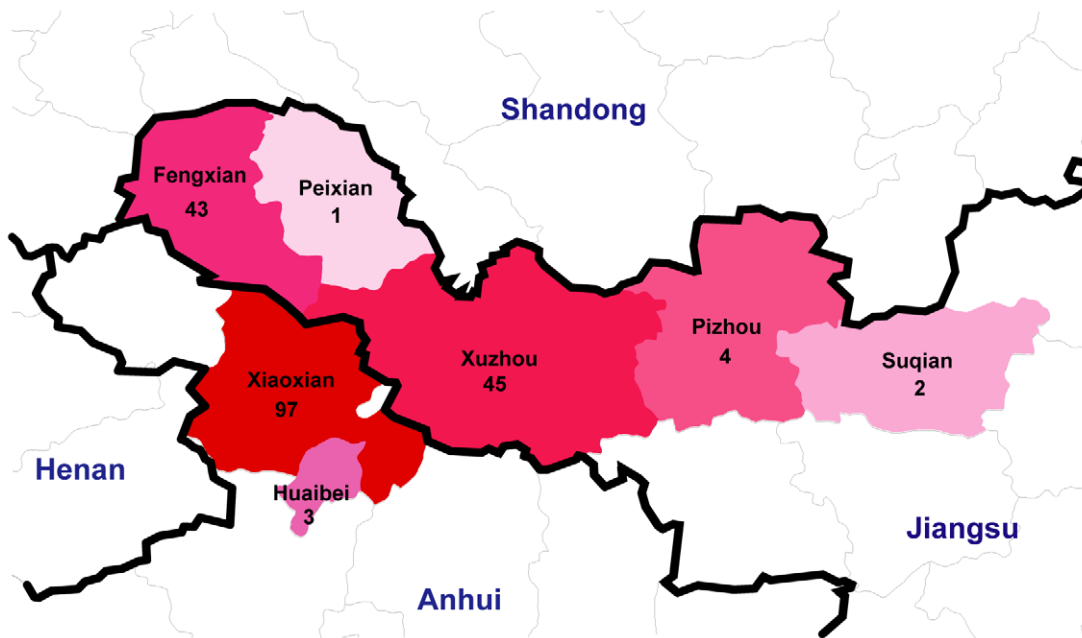 Shandong
Fengxian
43
Peixian
1
Xuzhou
45
Pizhou
4
Suqian
2
Xiaoxian
97
Henan
Huaibei
3
Jiangsu
Anhui